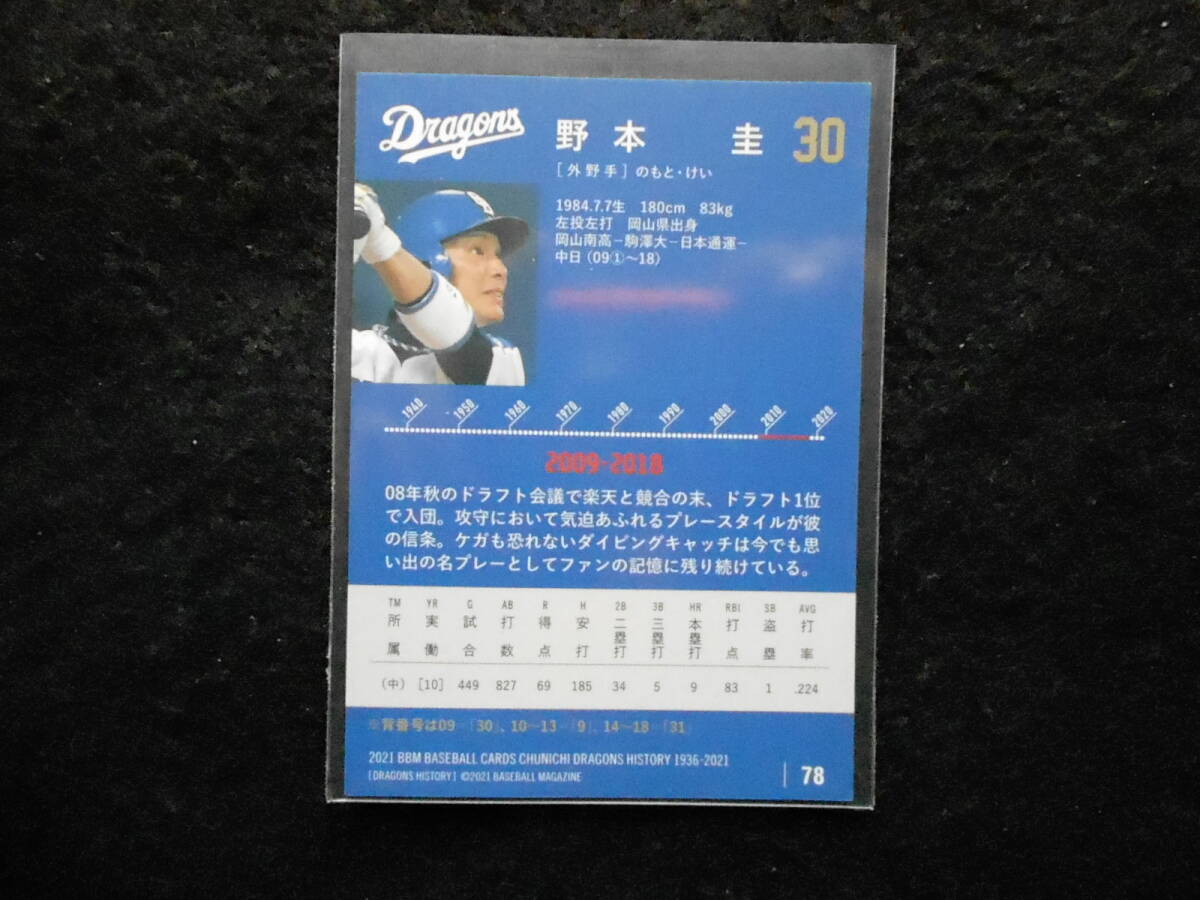 Dragons
野本 圭 30
[外野手] のもと・けい
1984.7.7生 180cm 83kg
左投左打 岡山県出身
岡山南高－駒澤大－日本通運－
中日（09①～18）
1940 1950 1960 1970 1980 1990 2000 2010 2020
2009-2018
08年秋のドラフト会議で楽天と競合の末、ドラフト1位
で入団。攻守において気迫あふれるプレースタイルが彼
の信条。ケガも恐れないダイビングキャッチは今でも思
い出の名プレーとしてファンの記憶に残り続けている。
TM YR G AB R H 2B 3B HR RBI SB AVG
所属 実働 試合 打数 得点 安打 二塁打 三塁打 本塁打 打点 盗塁 打率
（中） [10] 449 827 69 185 34 5 9 83 1 .224
※背番号は09…「30」、10～13…「9」、14～18…「31」
2021 BBM BASEBALL CARDS CHUNICHI DRAGONS HISTORY 1936-2021
[DRAGONS HISTORY] ©2021 BASEBALL MAGAZINE
78